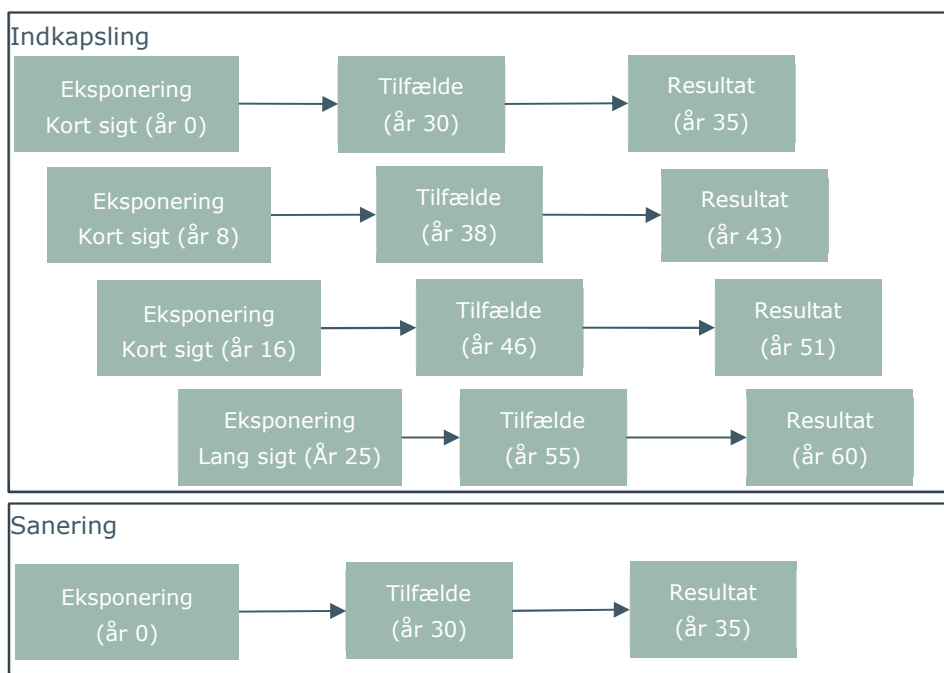 Indkapsling
Eksponering
Kort sigt (år 0)
Tilfælde
(år 30)
Resultat
(år 35)
Eksponering
Kort sigt (år 8)
Tilfælde
(år 38)
Resultat
(år 43)
Eksponering
Kort sigt (år 16)
Tilfælde
(år 46)
Resultat
(år 51)
Eksponering
Lang sigt (År 25)
Tilfælde
(år 55)
Resultat
(år 60)
Sanering
Eksponering
(år 0)
Tilfælde
(år 30)
Resultat
(år 35)